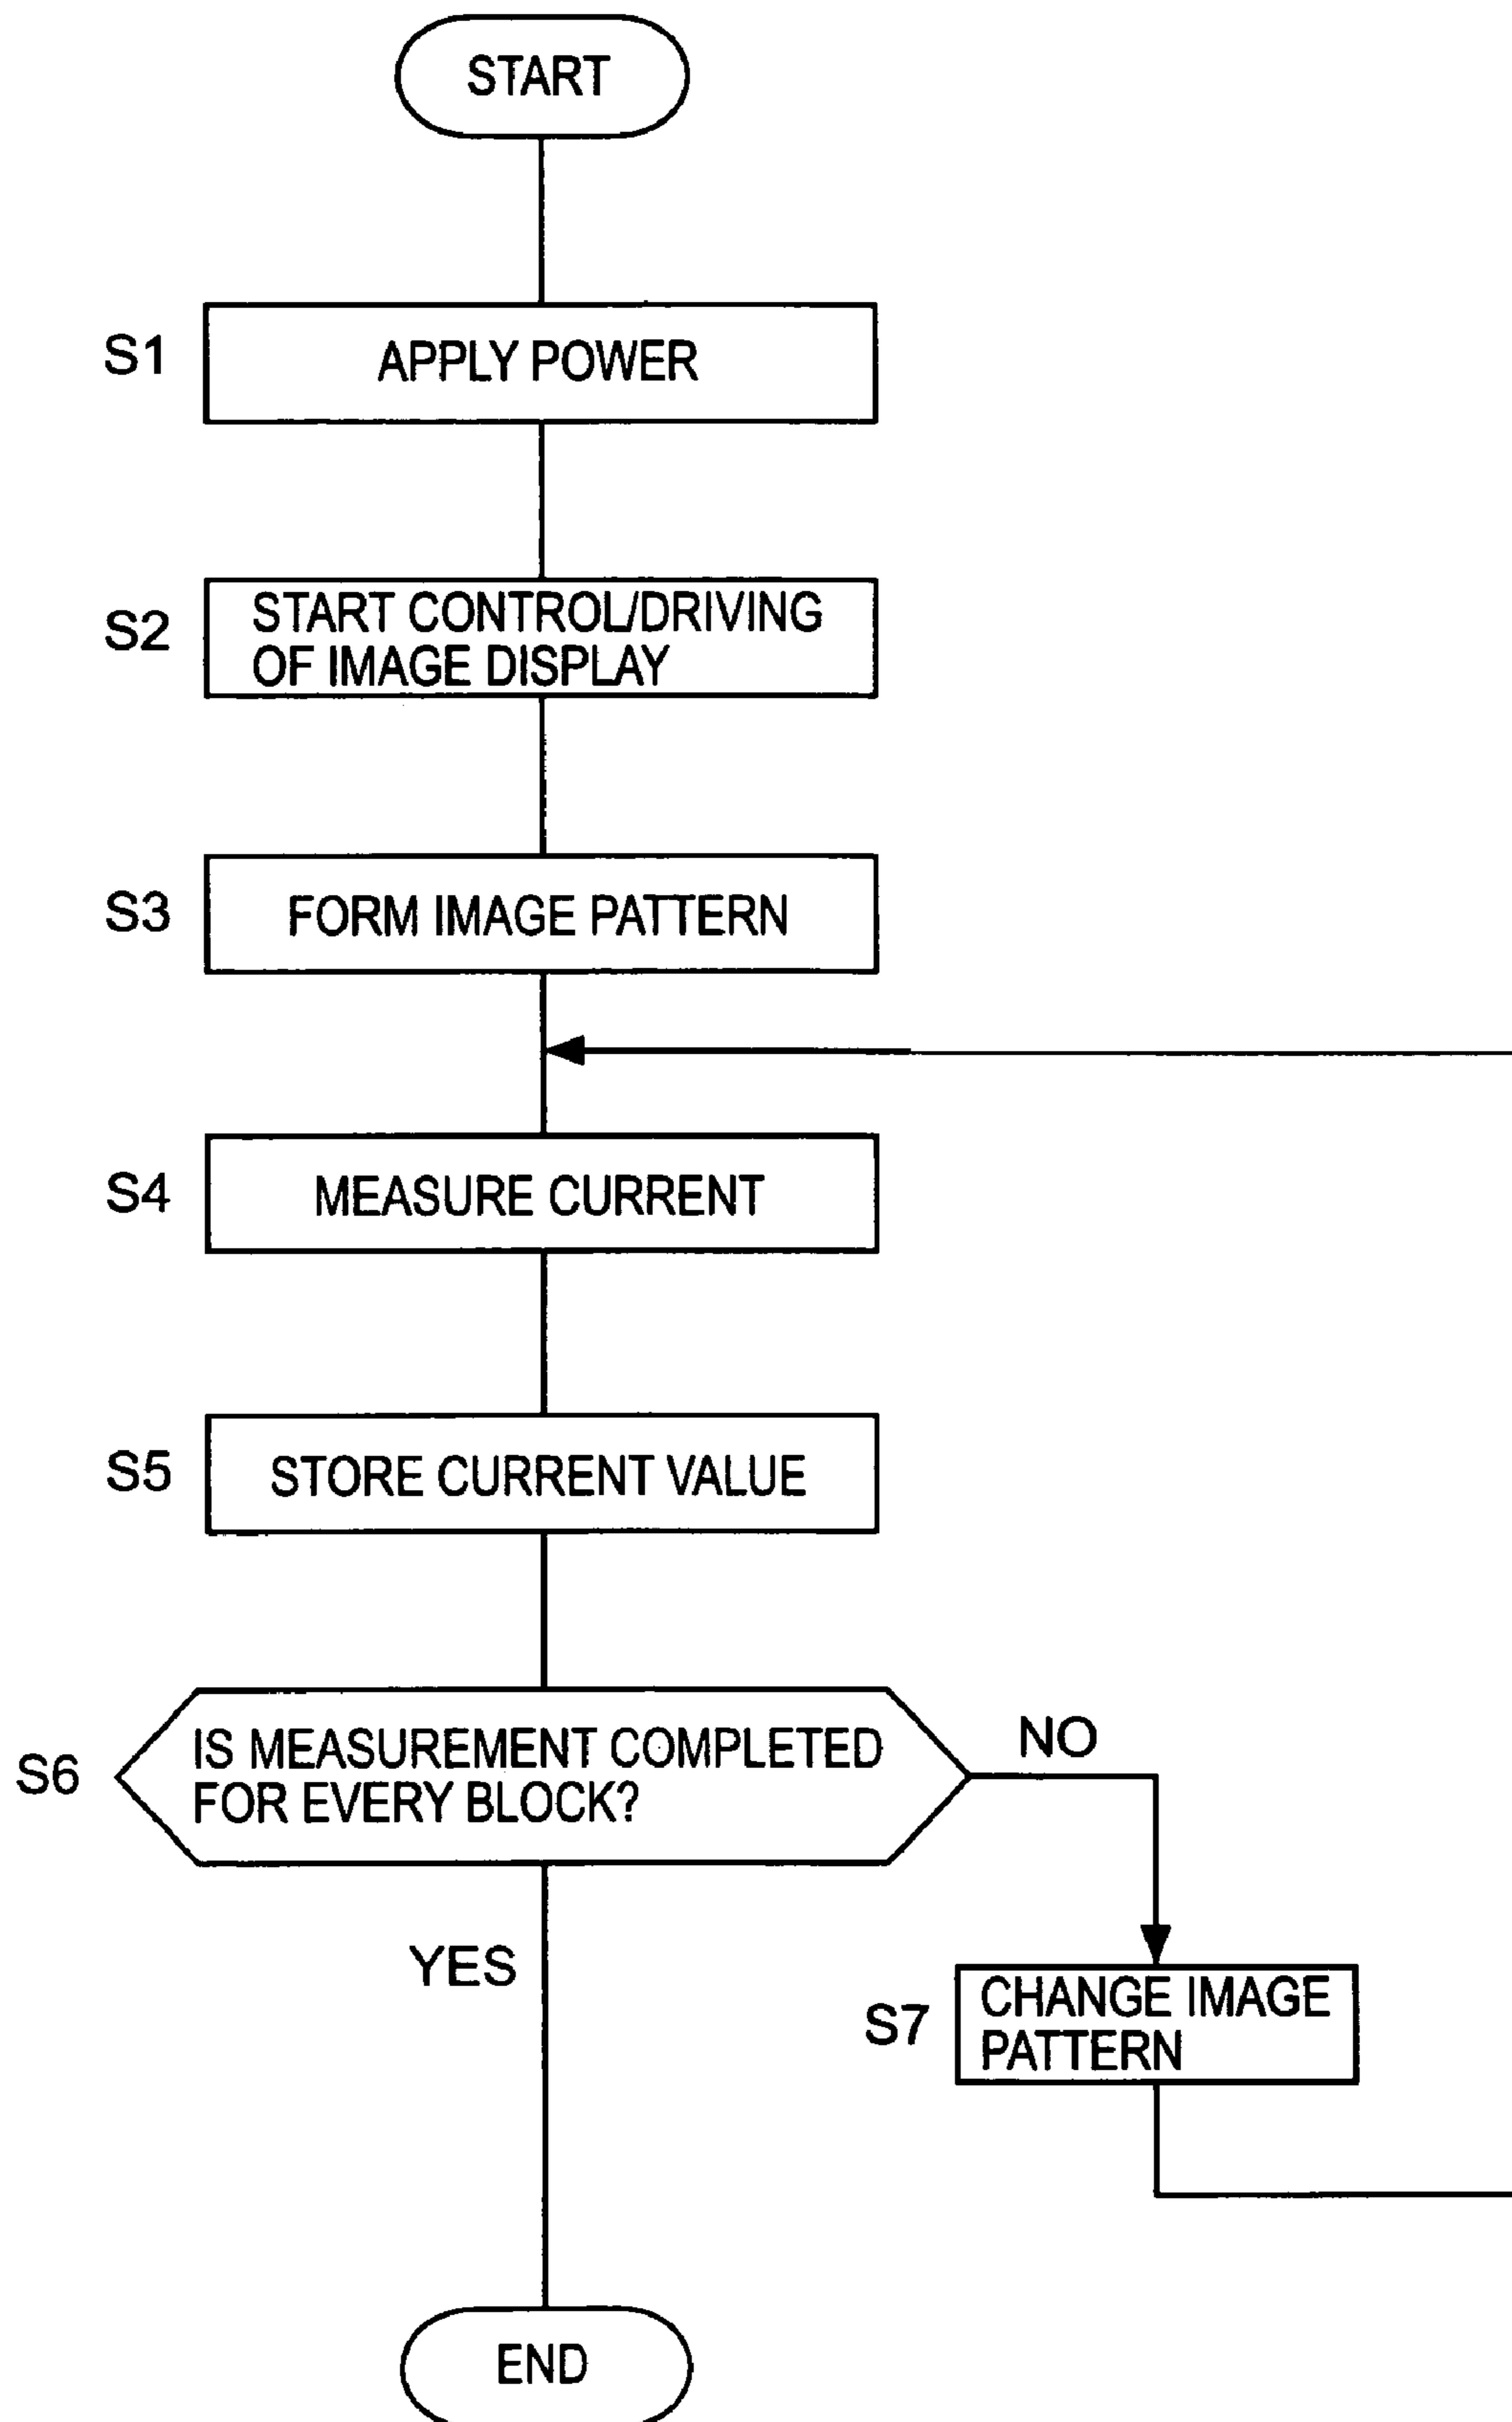 START
S1
APPLY POWER
S2
START CONTROL/DRIVING
OF IMAGE DISPLAY
S3
FORM IMAGE PATTERN
S4
MEASURE CURRENT
S5
STORE CURRENT VALUE
S6
IS MEASUREMENT COMPLETED
FOR EVERY BLOCK?
NO
YES
S7
CHANGE IMAGE
PATTERN
END